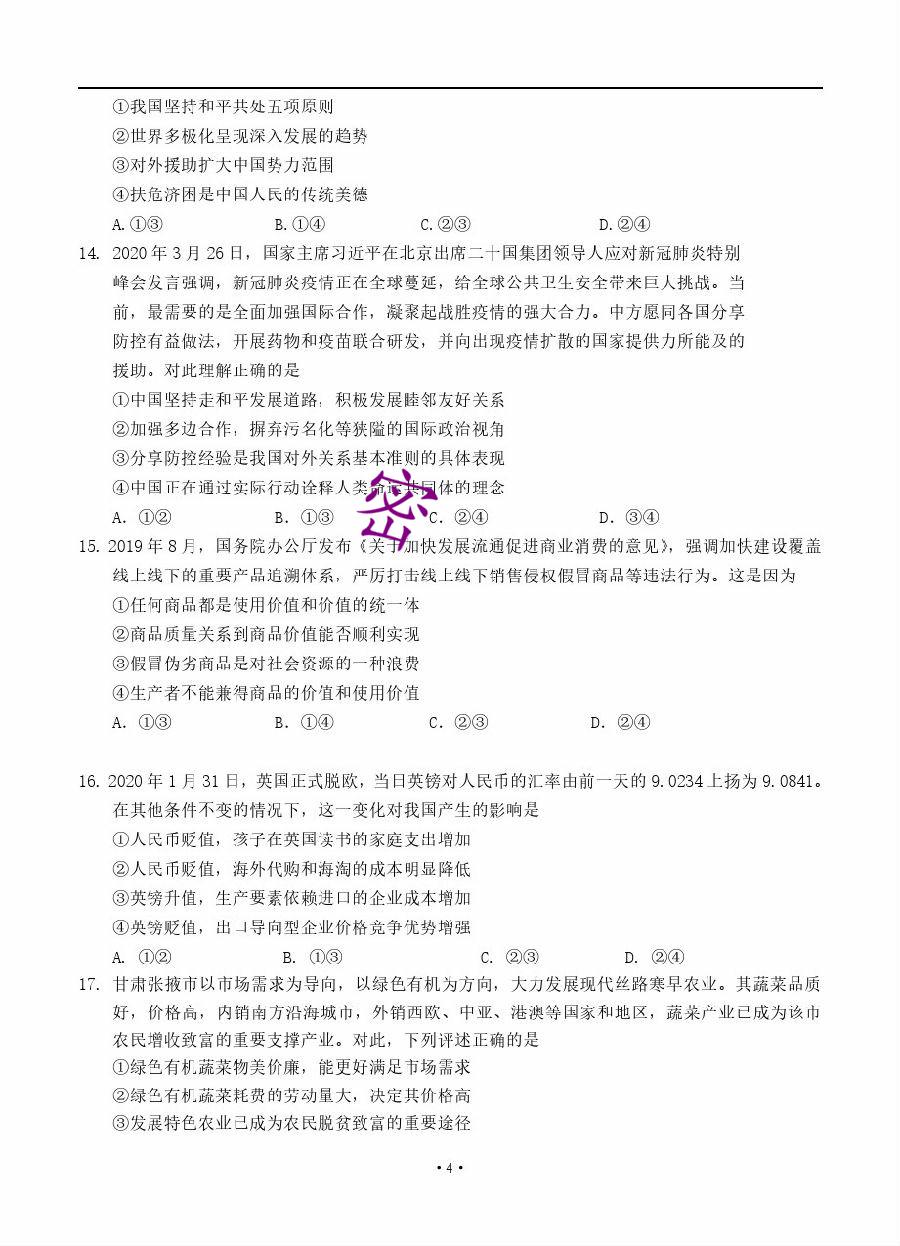 ①我国坚持和平共处五项原则
②世界多极化呈现深入发展的趋势
③对外援助扩大中国势力范围
④扶危济困是中国人民的传统美德
A.①③ B.①④ C.②③ D.②④
14. 2020年3月26日，国家主席习近平在北京出席二十国集团领导人应对新冠肺炎特别
峰会发言强调，新冠肺炎疫情正在全球蔓延，给全球公共卫生安全带来巨大挑战。当
前，最需要的是全面加强国际合作，凝聚起战胜疫情的强大合力。中方愿同各国分享
防控有益做法，开展药物和疫苗联合研发，并向出现疫情扩散的国家提供力所能及的
援助。对此理解正确的是
①中国坚持走和平发展道路，积极发展睦邻友好关系
②加强多边合作，摒弃污名化等狭隘的国际政治视角
③分享防控经验是我国对外关系基本准则的具体表现
④中国正在通过实际行动诠释人类命运共同体的理念
密
A. ①② B. ①③ C. ②④ D. ③④
15. 2019年8月，国务院办公厅发布《关于加快发展流通促进商业消费的意见》，强调加快建设覆盖
线上线下的重要产品追溯体系，严厉打击线上线下销售侵权假冒商品等违法行为。这是因为
①任何商品都是使用价值和价值的统一体
②商品质量关系到商品价值能否顺利实现
③假冒伪劣商品是对社会资源的一种浪费
④生产者不能兼得商品的价值和使用价值
A. ①③ B. ①④ C. ②③ D. ②④
16. 2020年1月31日，英国正式脱欧，当日英镑对人民币的汇率由前一天的9.0234上扬为9.0841。
在其他条件不变的情况下，这一变化对我国产生的影响是
①人民币贬值，孩子在英国读书的家庭支出增加
②人民币贬值，海外代购和海淘的成本明显降低
③英镑升值，生产要素依赖进口的企业成本增加
④英镑贬值，出口导向型企业价格竞争优势增强
A. ①② B. ①③ C. ②③ D. ②④
17. 甘肃张掖市以市场需求为导向，以绿色有机为方向，大力发展现代丝路寒旱农业。其蔬菜品质
好，价格高，内销南方沿海城市，外销西欧、中亚、港澳等国家和地区，蔬菜产业已成为该市
农民增收致富的重要支撑产业。对此，下列评述正确的是
①绿色有机蔬菜物美价廉，能更好满足市场需求
②绿色有机蔬菜耗费的劳动量大，决定其价格高
③发展特色农业已成为农民脱贫致富的重要途径
·4·